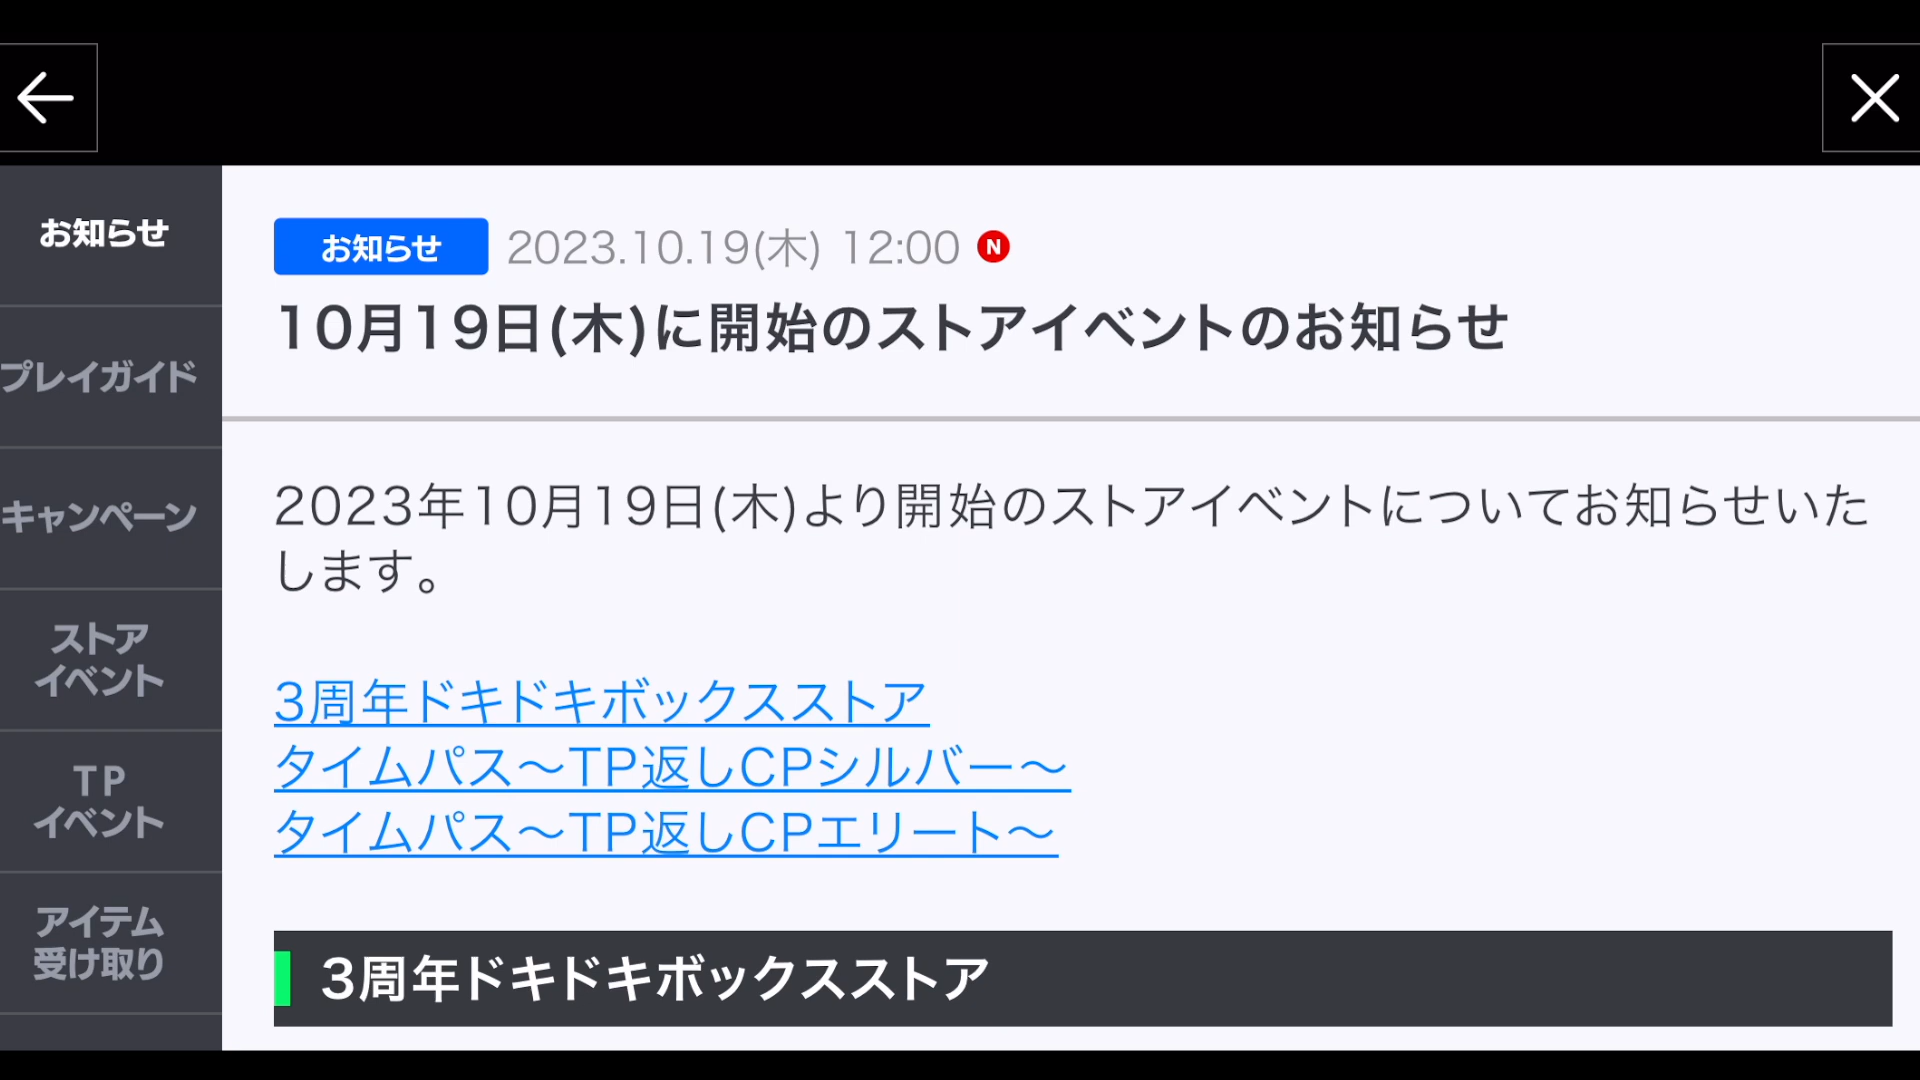 お知らせ
プレイガイド
キャンペーン
ストア
イベント
TP
イベント
アイテム
受け取り
お知らせ 2023.10.19(木) 12:00 N
10月19日(木)に開始のストアイベントのお知らせ
2023年10月19日(木)より開始のストアイベントについてお知らせいた
します。
3周年ドキドキボックスストア
タイムパス～TP返しCPシルバー～
タイムパス～TP返しCPエリート～
3周年ドキドキボックスストア